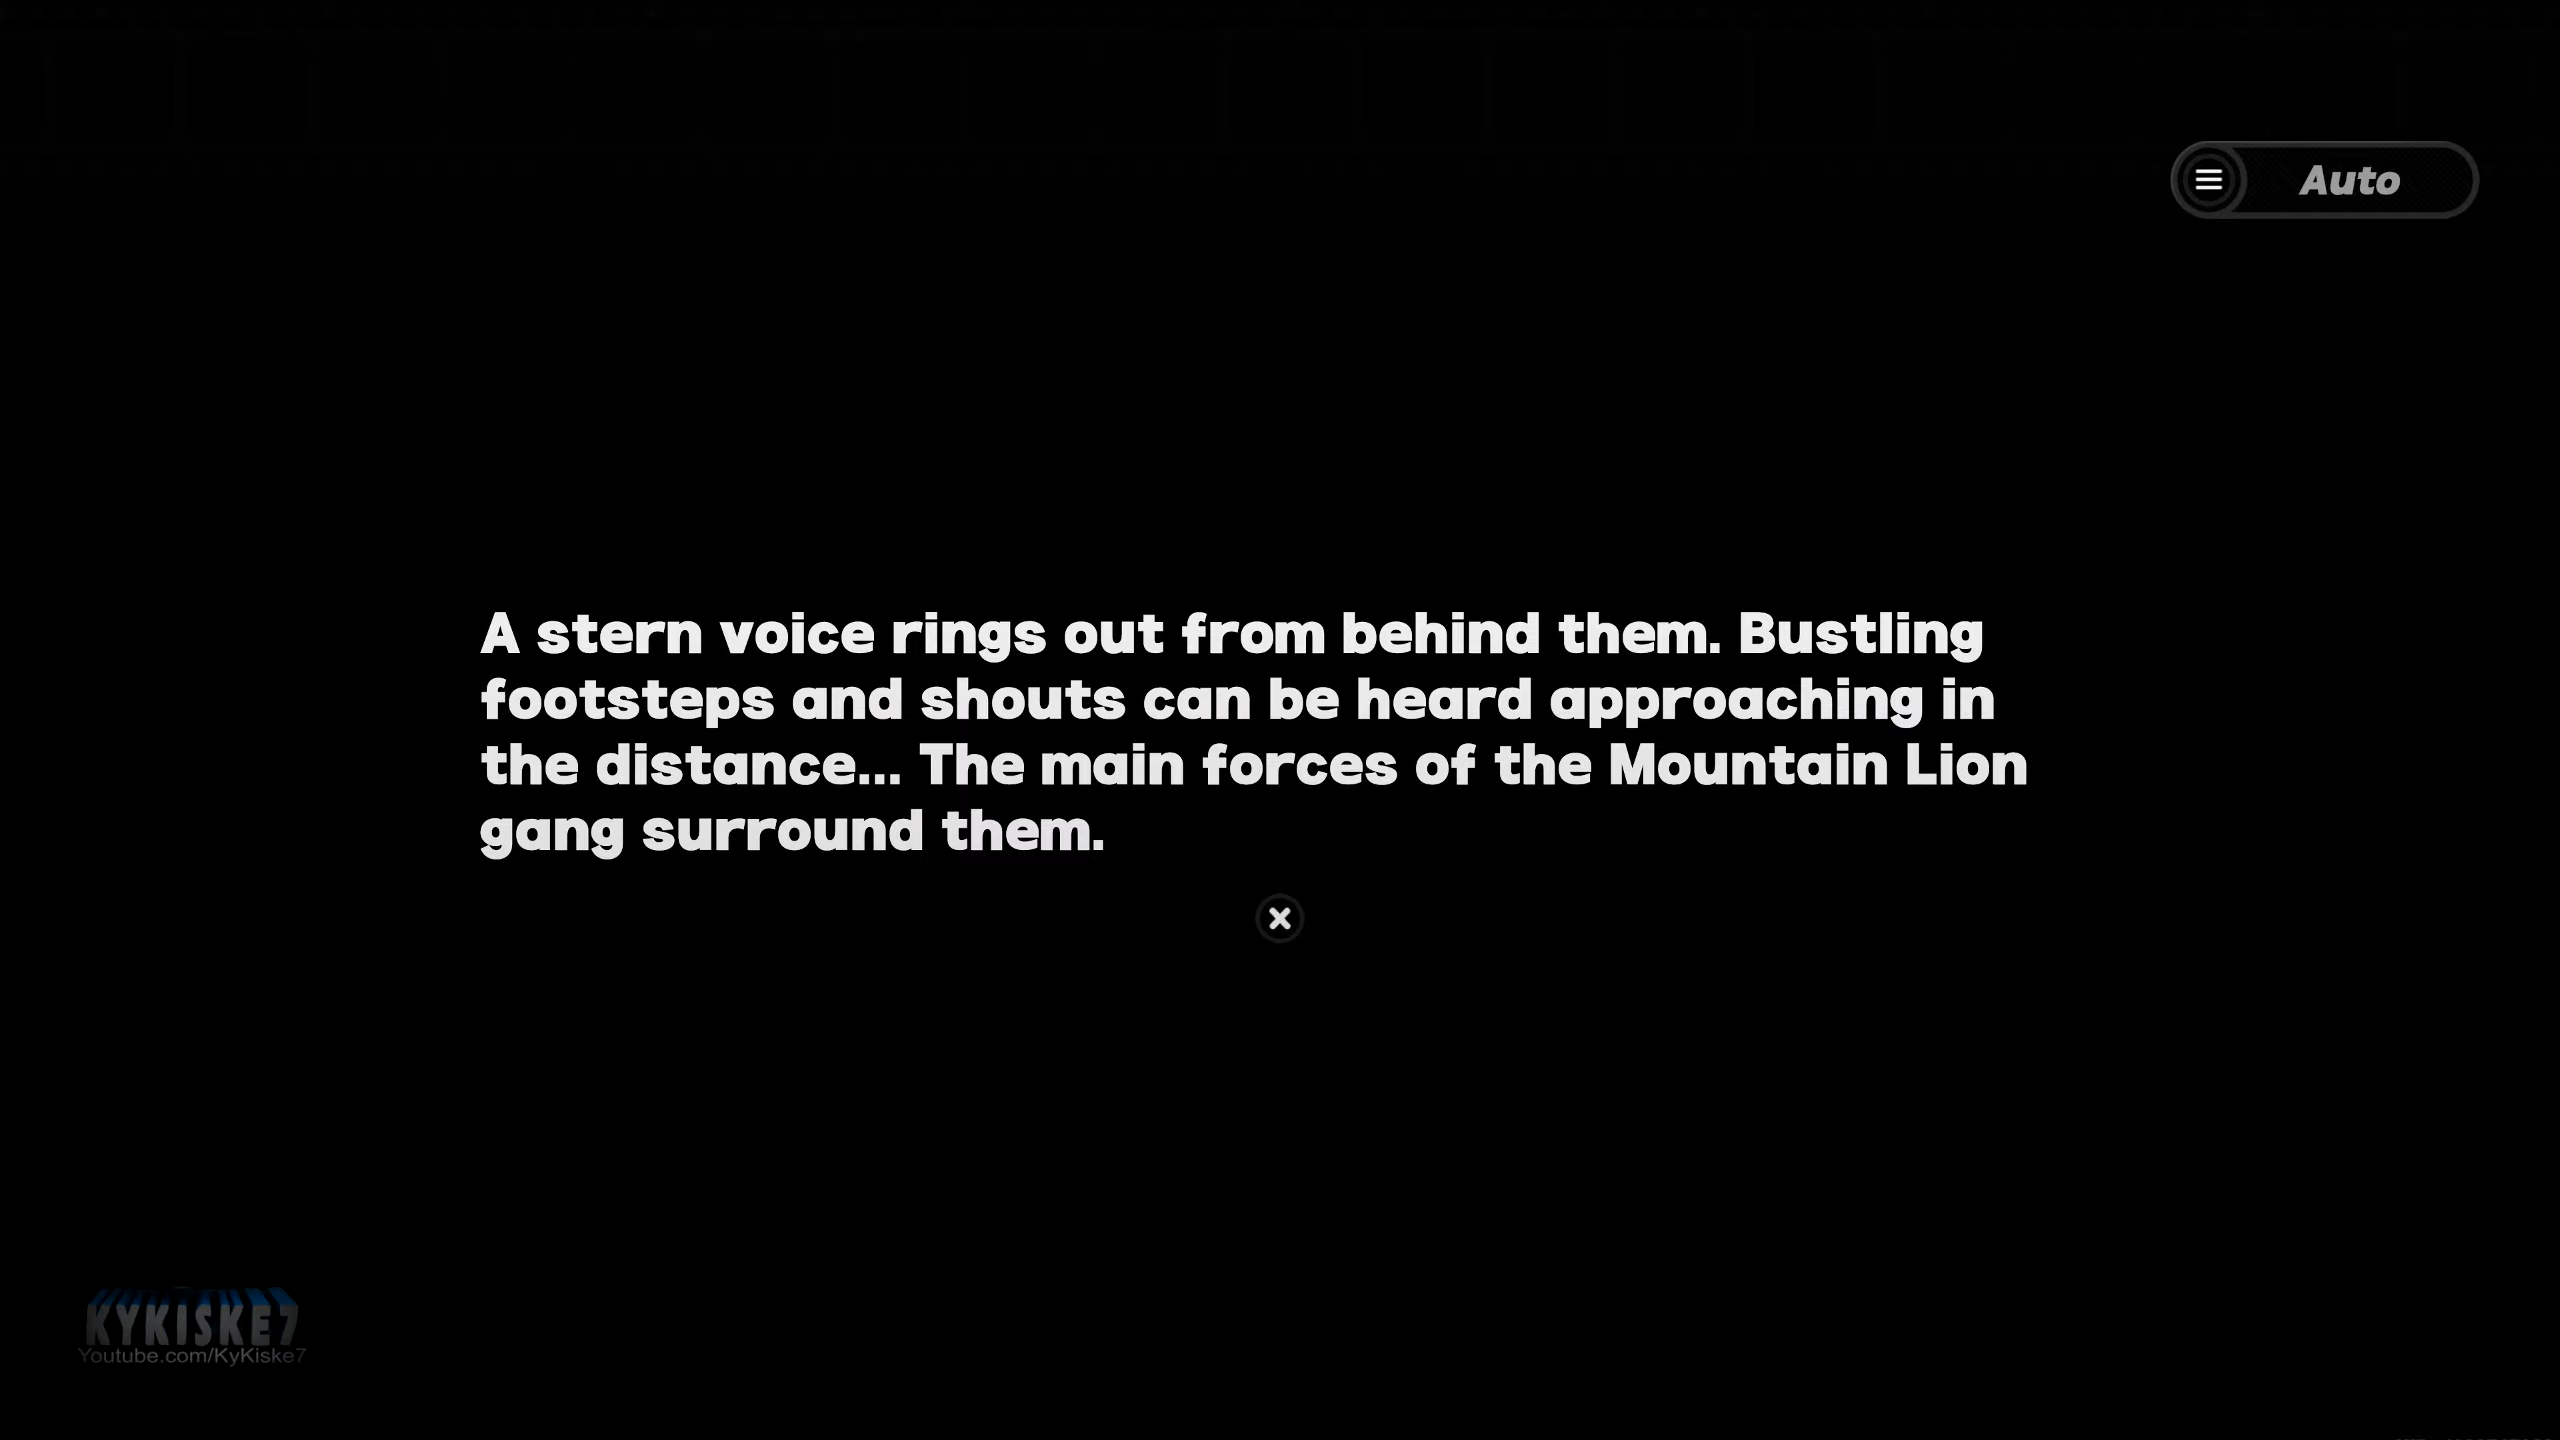 Auto
A stern voice rings out from behind them. Bustling
footsteps and shouts can be heard approaching in
the distance... The main forces of the Mountain Lion
gang surround them.
KYKISKE7
Youtube.com/KyKiske7